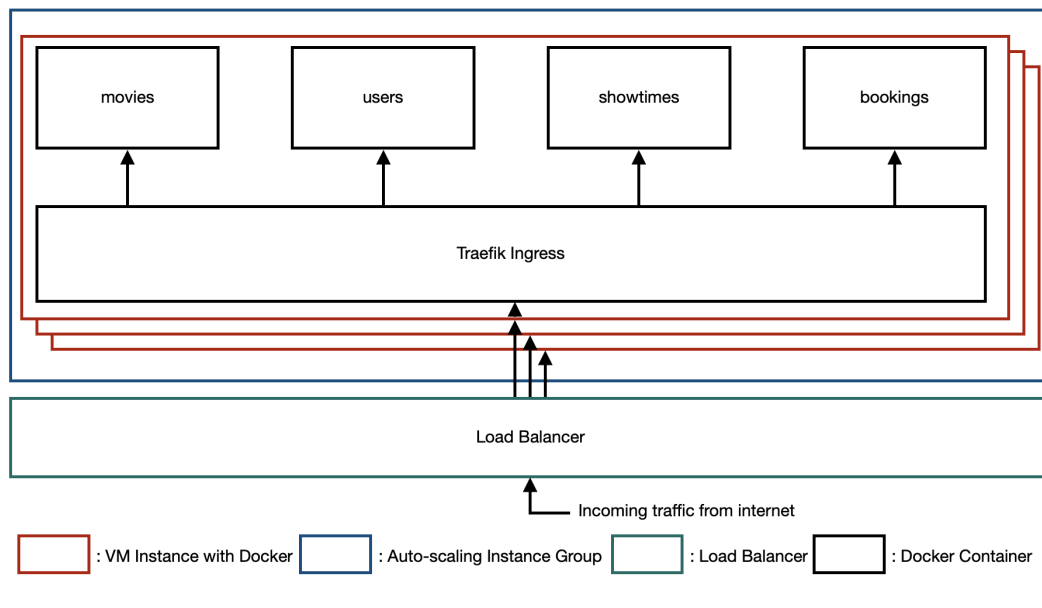 movies
users
showtimes
bookings
Traefik Ingress
Load Balancer
Incoming traffic from internet
: VM Instance with Docker
: Auto-scaling Instance Group
: Load Balancer
: Docker Container